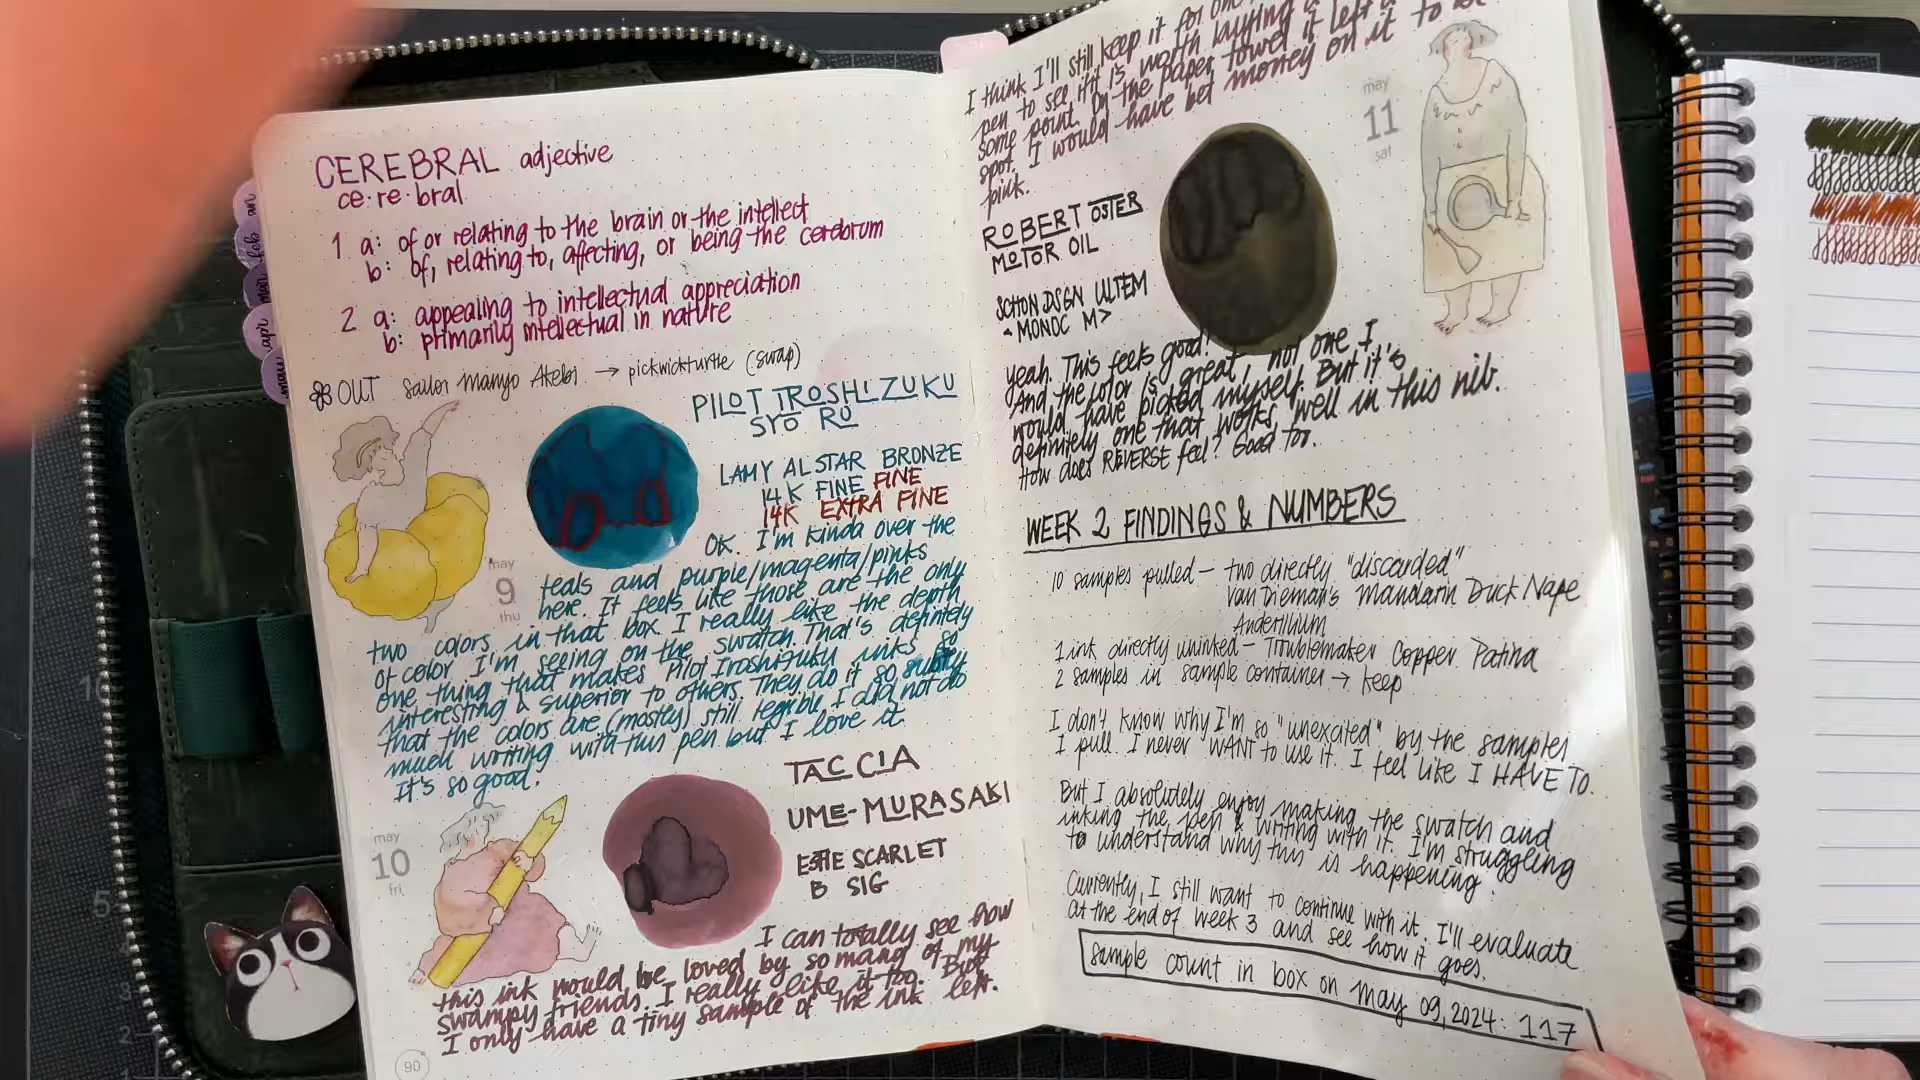 CEREBRAL adjective
ce·re·bral
1 a: of or relating to the brain or the intellect
b: of, relating to, affecting, or being the cerebrum
2 a: appealing to intellectual appreciation
b: primarily intellectual in nature
OUT Sailor Manyo Akebi → pickwickturtle (swap)
PILOT IROSHIZUKU
SYO RO
LAMY AL STAR BRONZE
14K FINE FINE
14K EXTRA FINE
OK. I'm kinda over the
teals and purple/magenta/pinks
here. It feels like those are the only
two colors in that box. I really like the depth
of color I'm seeing on the swatch. That's definitely
one thing that makes Pilot Iroshizuku inks so
interesting & superior to others. They do it so subtly
that the colors are (mostly) still legible. I did not do
much writing with this pen but I love it.
It's so good.
may
9
thu
TACCIA
UME-MURASAKI
ESTIE SCARLET
B SIG
may
10
fri
I can totally see how
this ink would be loved by so many of my
swampy friends. I really like it too. But
I only have a tiny sample of the ink left.
90
mar
apr
may
feb
I think I'll still keep it for
pen to see if it is worth laying
some point. On the paper towel it left a
spot, I would have bet money on it to be
pink.
may
11
sat
ROBERT OSTER
MOTOR OIL
SCHON DSGN ULTEM
<MONOC M>
Yeah. This feels good!
And the color is great, not one I
would have picked myself. But it's
definitely one that works well in this nib.
How does REVERSE feel? Good too.
WEEK 2 FINDINGS & NUMBERS
10 samples pulled – two directly "discarded"
Van Dieman's Mandarin Duck Nape
Anderillium
1 ink directly uninked – Troublemaker Copper Patina
2 samples in sample container → keep
I don't know why I'm so "unexcited" by the samples
I pull. I never WANT to use it. I feel like I HAVE TO.
But I absolutely enjoy making the swatch and
inking the pen & writing with it. I'm struggling
to understand why this is happening.
Currently, I still want to continue with it. I'll evaluate
at the end of week 3 and see how it goes.
sample count in box on may 09, 2024: 117
5
3
2